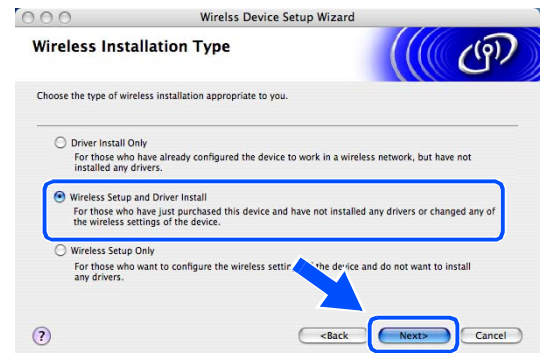 Wirelss Device Setup Wizard
Wireless Installation Type
Choose the type of wireless installation appropriate to you.
Driver Install Only
For those who have already configured the device to work in a wireless network, but have not
installed any drivers.
Wireless Setup and Driver Install
For those who have just purchased this device and have not installed any drivers or changed any of
the wireless settings of the device.
Wireless Setup Only
For those who want to configure the wireless settin the device and do not want to install
any drivers.
?
<Back
Next>
Cancel